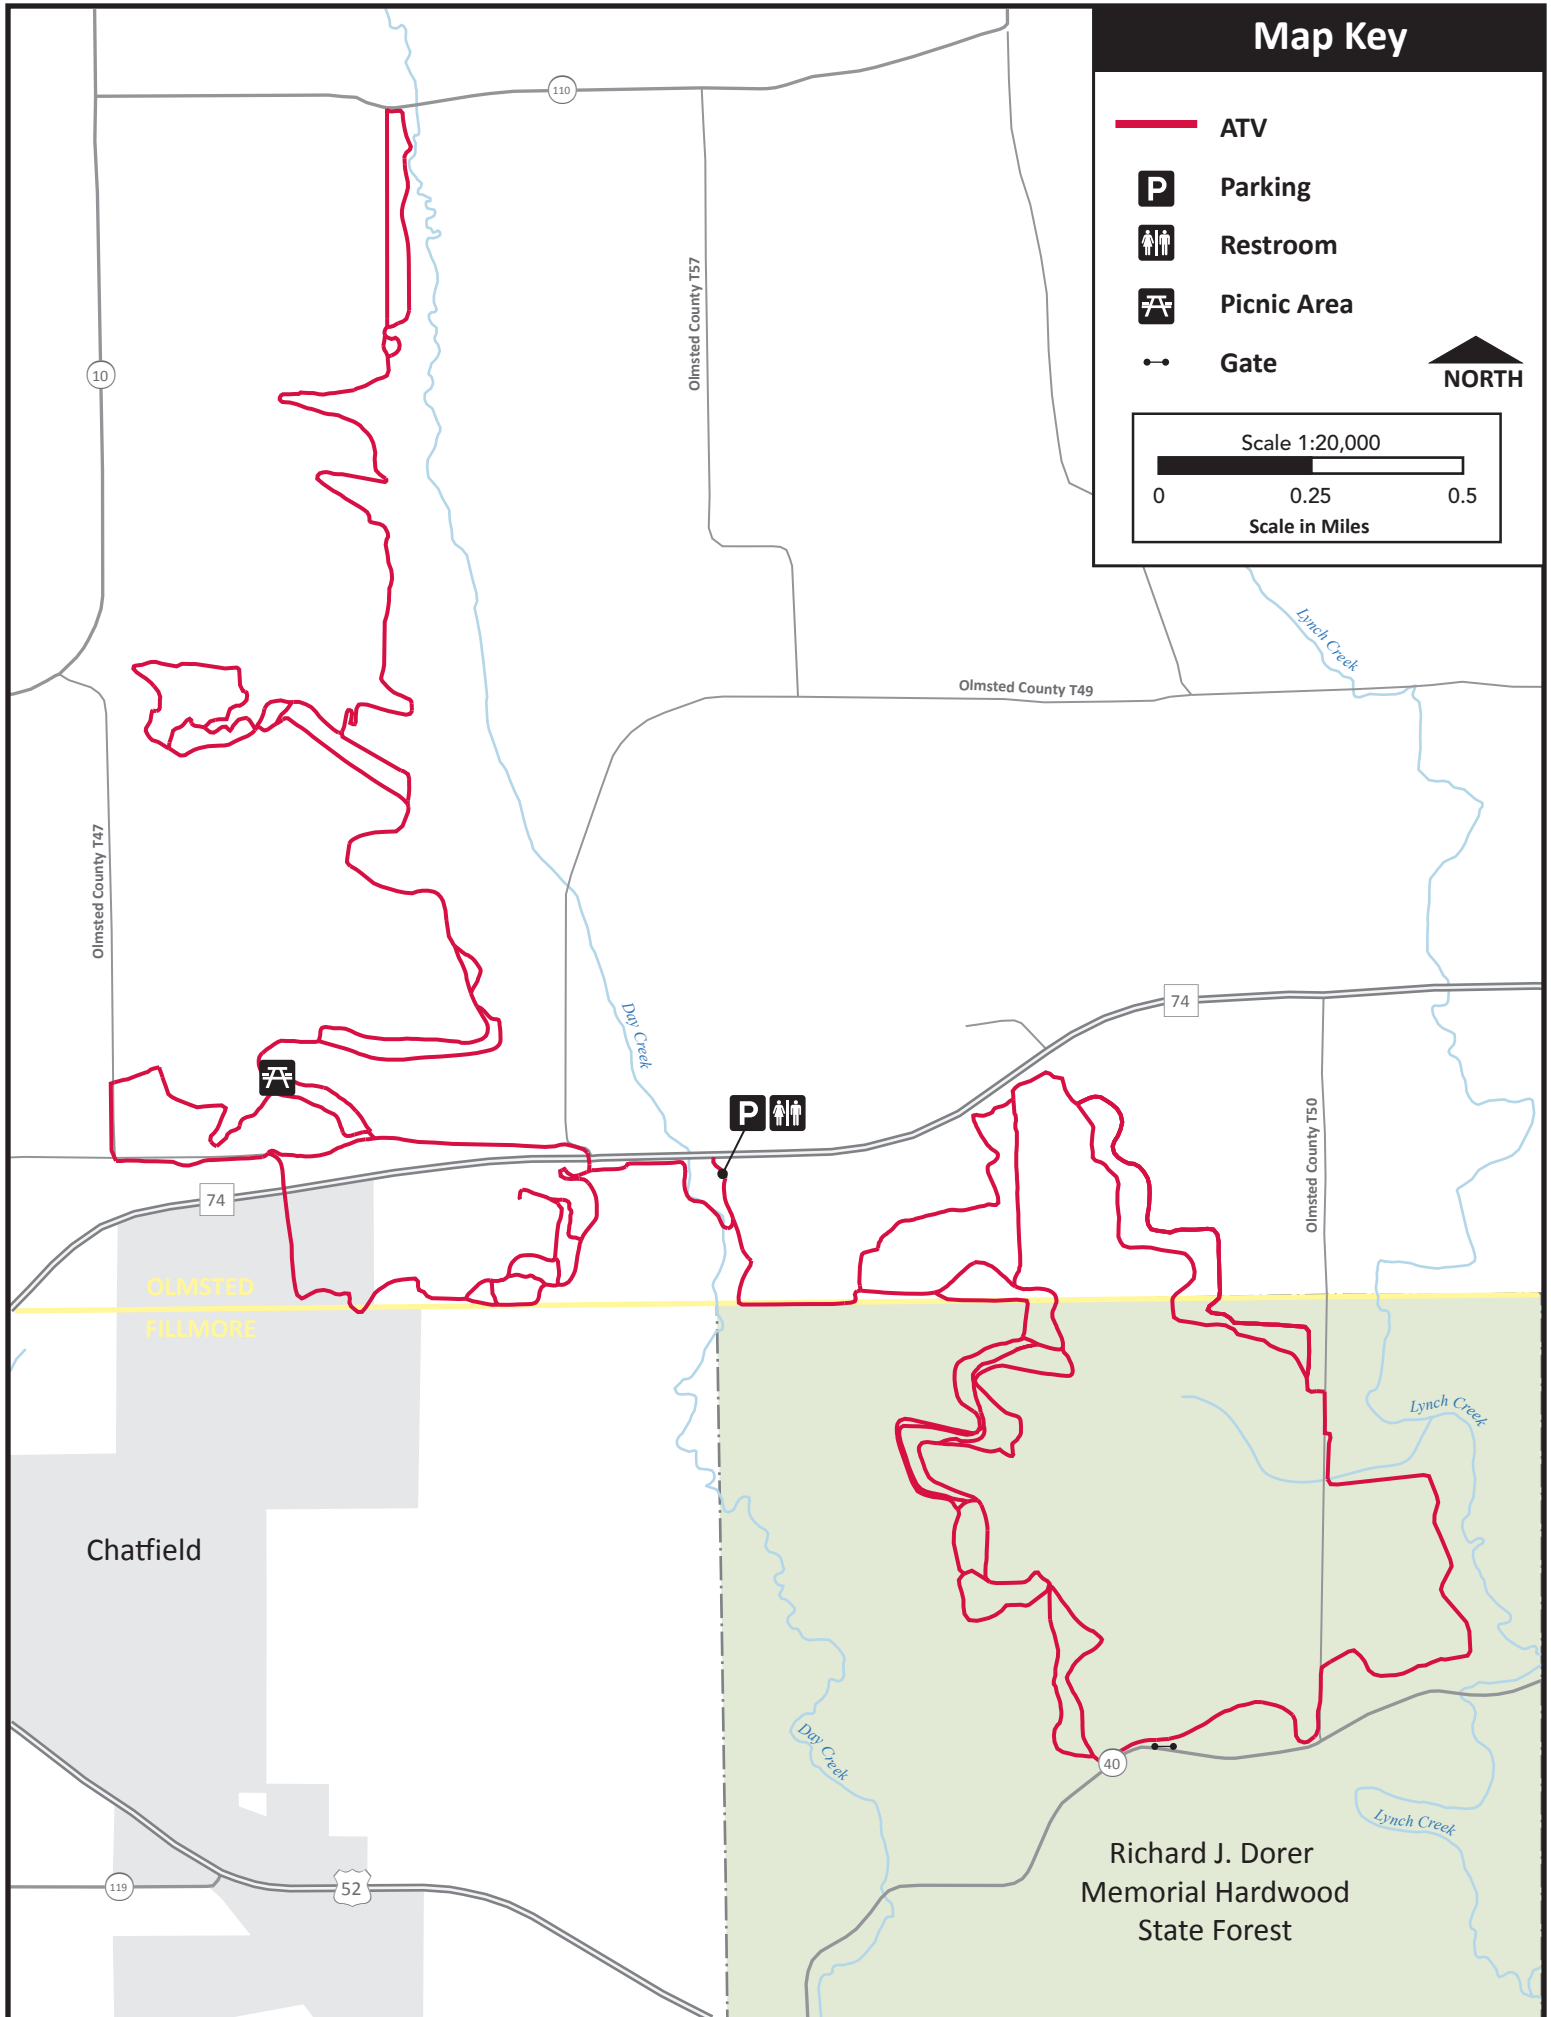 Map Key
ATV
P
Parking
Restroom
Picnic Area
Gate
NORTH
Scale 1:20,000
0
0.25
0.5
Scale in Miles
110
Olmsted County T57
10
Lynch Creek
Olmsted County T49
Olmsted County T47
74
Day Creek
P
Olmsted County T50
74
OLMSTED
FILLMORE
Lynch Creek
Chatfield
Day Creek
40
Lynch Creek
Richard J. Dorer
Memorial Hardwood
State Forest
119
52